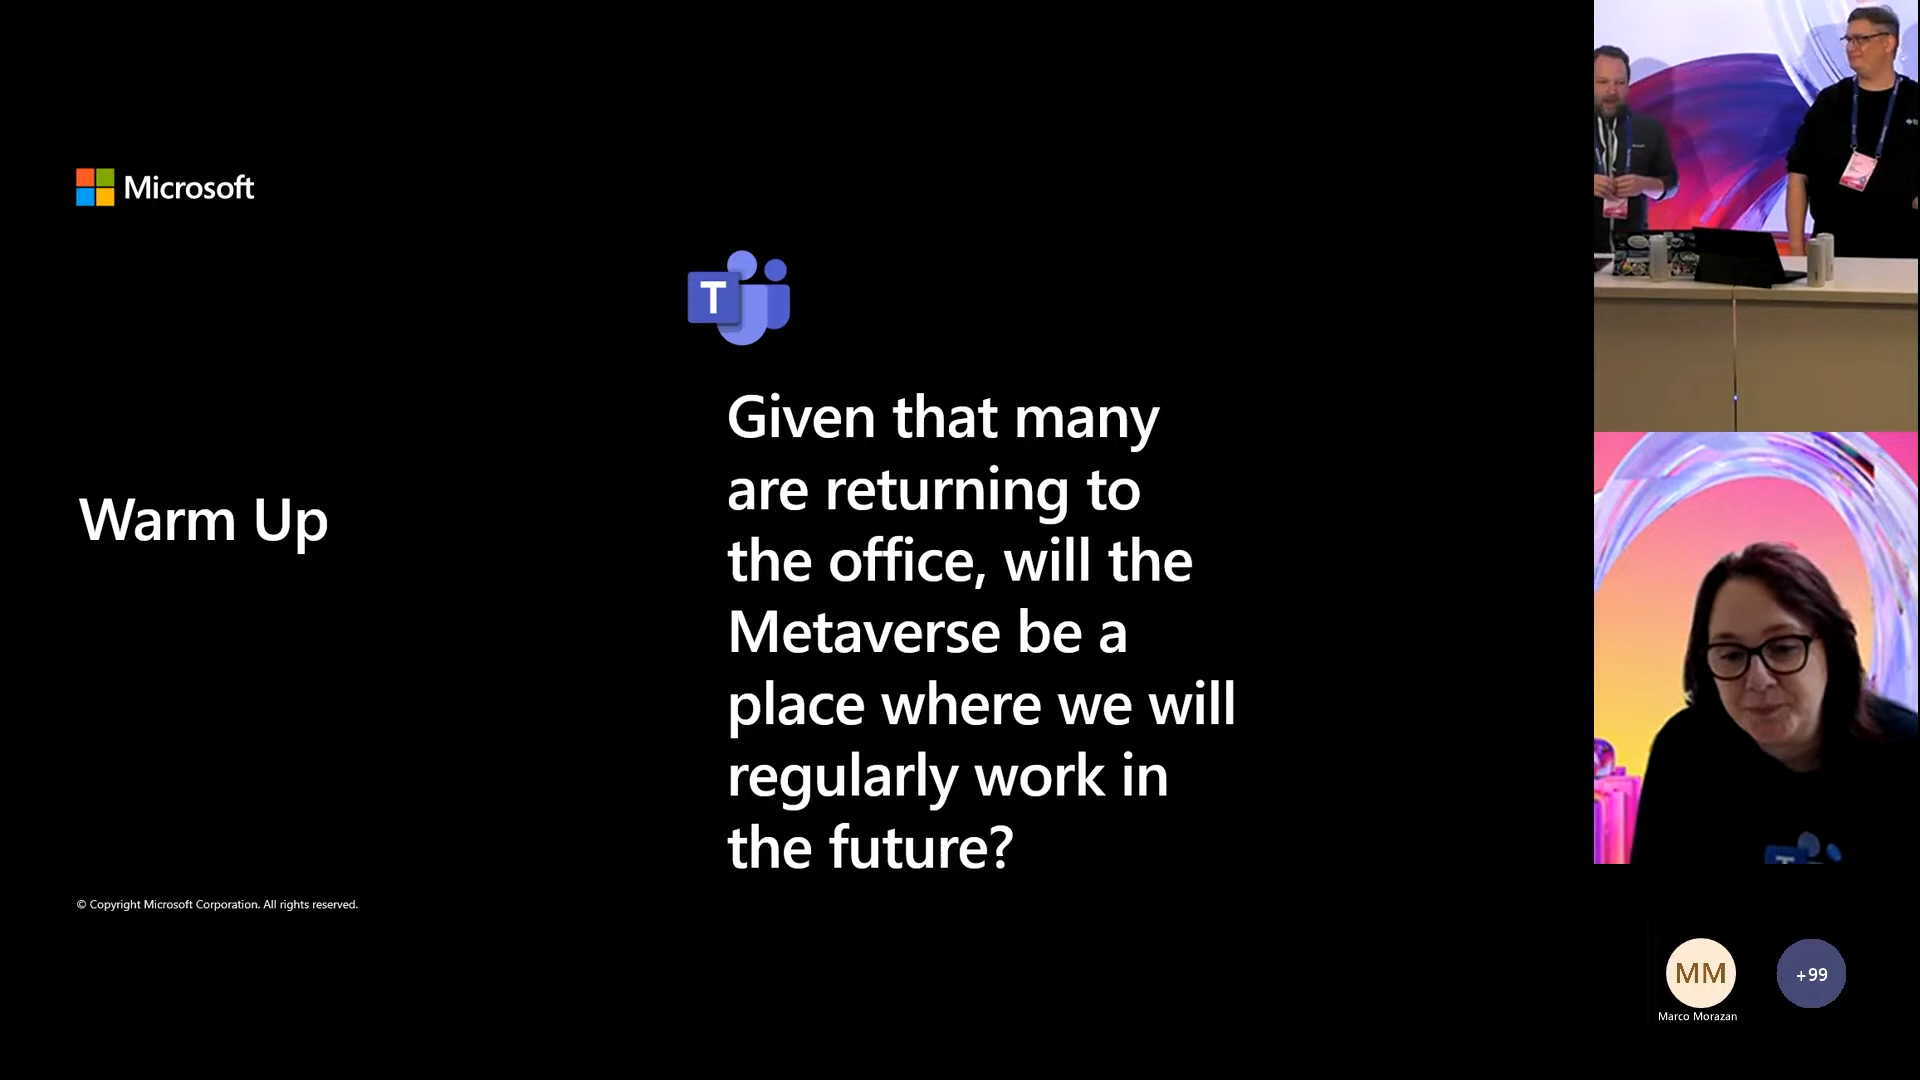 Microsoft
T
Given that many
are returning to
the office, will the
Metaverse be a
place where we will
regularly work in
the future?
Warm Up
© Copyright Microsoft Corporation. All rights reserved.
T
MM
+99
Marco Morazan